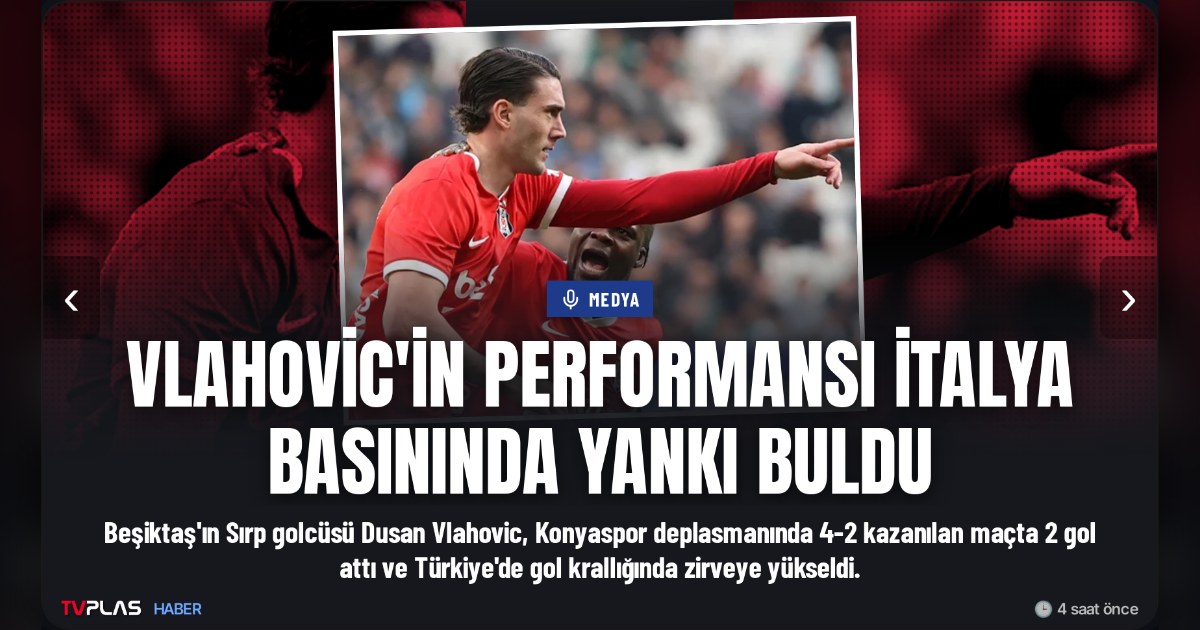 MEDYA
VLAHOVİC'İN PERFORMANSI İTALYA
BASININDA YANKI BULDU
Beşiktaş'ın Sırp golcüsü Dusan Vlahovic, Konyaspor deplasmanında 4-2 kazanılan maçta 2 gol
attı ve Türkiye'de gol krallığında zirveye yükseldi.
TVPLAS HABER
4 saat önce